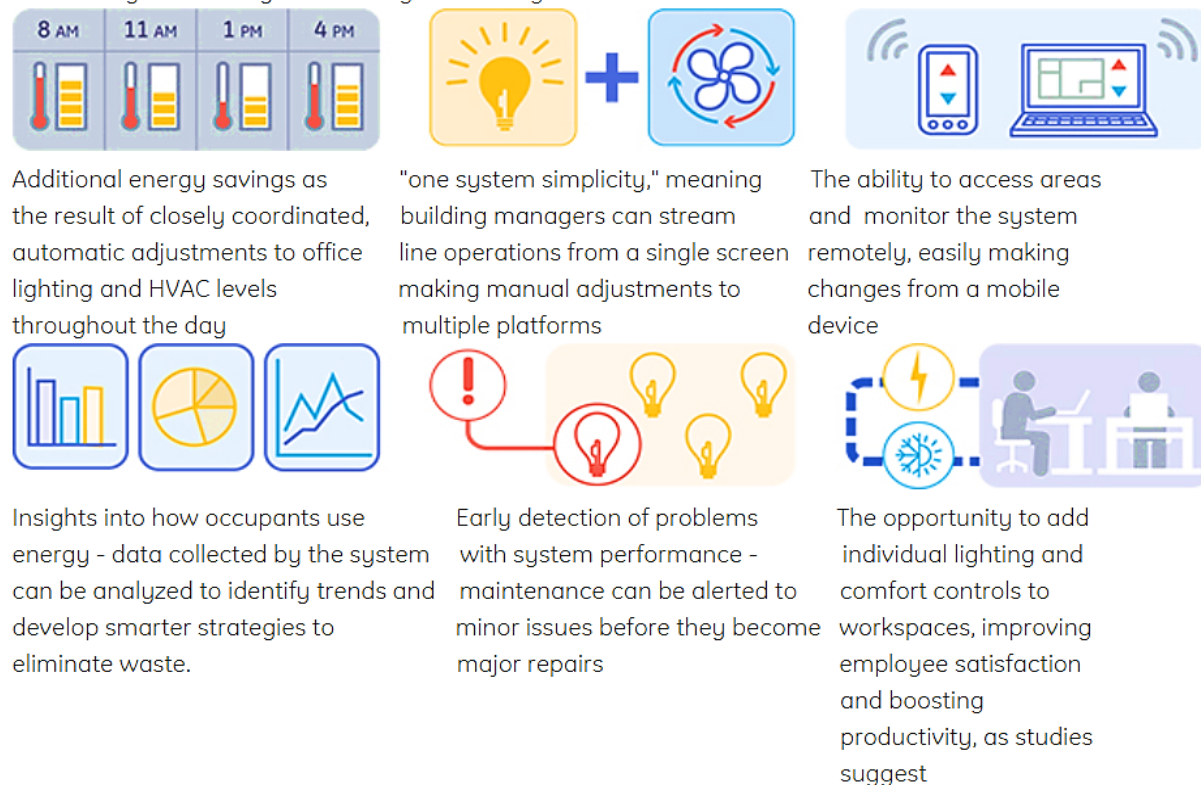 8 AM 11 AM 1 PM 4 PM
Additional energy savings as
the result of closely coordinated,
automatic adjustments to office
lighting and HVAC levels
throughout the day
"one system simplicity," meaning
building managers can stream
line operations from a single screen
making manual adjustments to
multiple platforms
The ability to access areas
and monitor the system
remotely, easily making
changes from a mobile
device
Insights into how occupants use
energy - data collected by the system
can be analyzed to identify trends and
develop smarter strategies to
eliminate waste.
Early detection of problems
with system performance -
maintenance can be alerted to
minor issues before they become
major repairs
The opportunity to add
individual lighting and
comfort controls to
workspaces, improving
employee satisfaction
and boosting
productivity, as studies
suggest